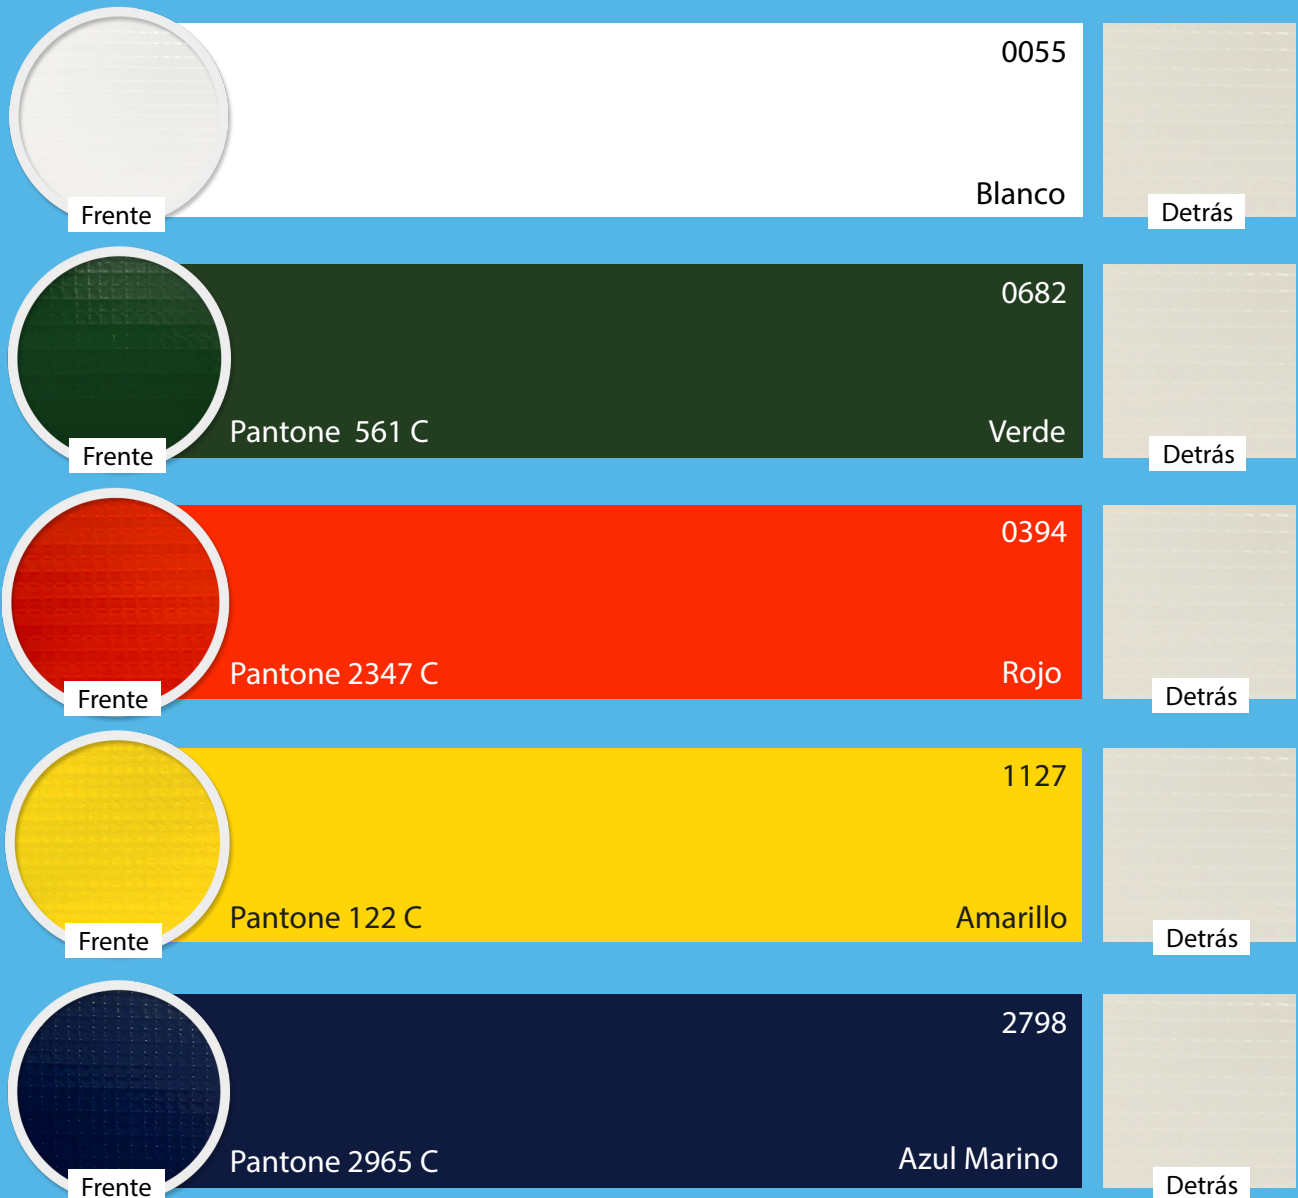 0055
Blanco
Frente
Detrás
0682
Pantone 561 C
Verde
Frente
Detrás
0394
Pantone 2347 C
Rojo
Frente
Detrás
1127
Pantone 122 C
Amarillo
Frente
Detrás
2798
Pantone 2965 C
Azul Marino
Frente
Detrás